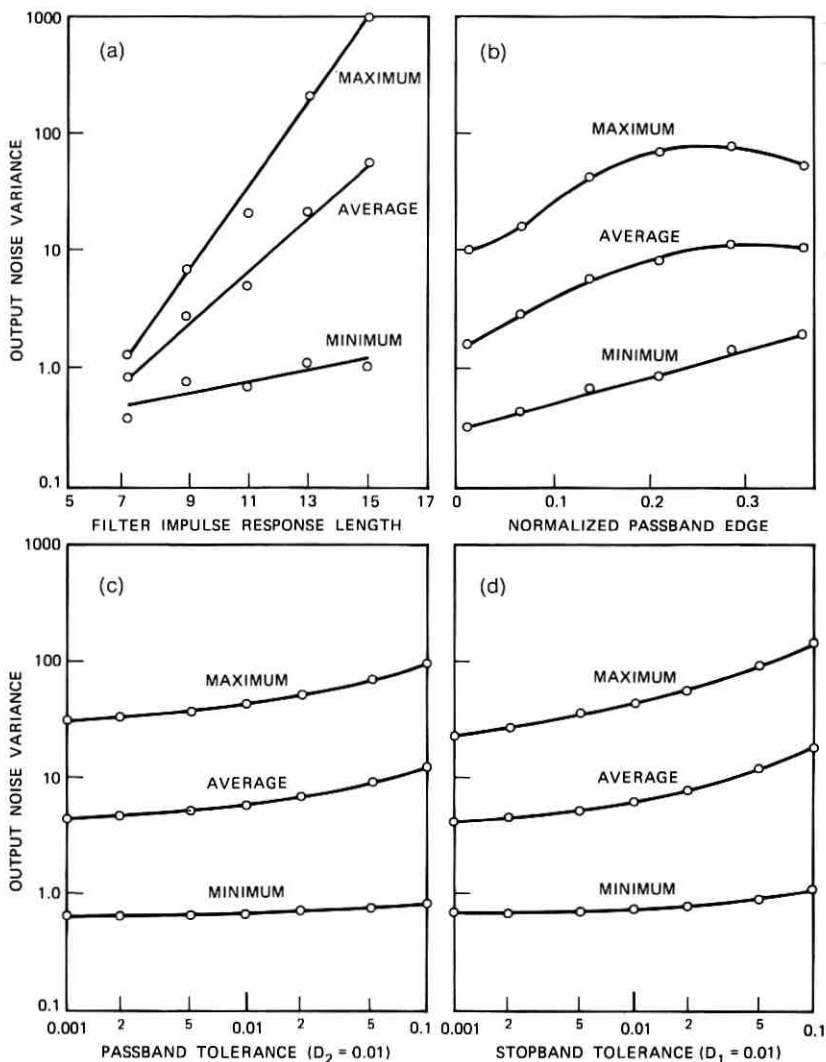 (a)
1000
100
10
1.0
0.1
OUTPUT NOISE VARIANCE
MAXIMUM
AVERAGE
MINIMUM
5 7 9 11 13 15 17
FILTER IMPULSE RESPONSE LENGTH
(b)
MAXIMUM
AVERAGE
MINIMUM
0 0.1 0.2 0.3
NORMALIZED PASSBAND EDGE
(c)
1000
100
10
1.0
0.1
OUTPUT NOISE VARIANCE
MAXIMUM
AVERAGE
MINIMUM
0.001 2 5 0.01 2 5 0.1
PASSBAND TOLERANCE (D₂ = 0.01)
(d)
MAXIMUM
AVERAGE
MINIMUM
0.001 2 5 0.01 2 5 0.1
STOPBAND TOLERANCE (D₁ = 0.01)